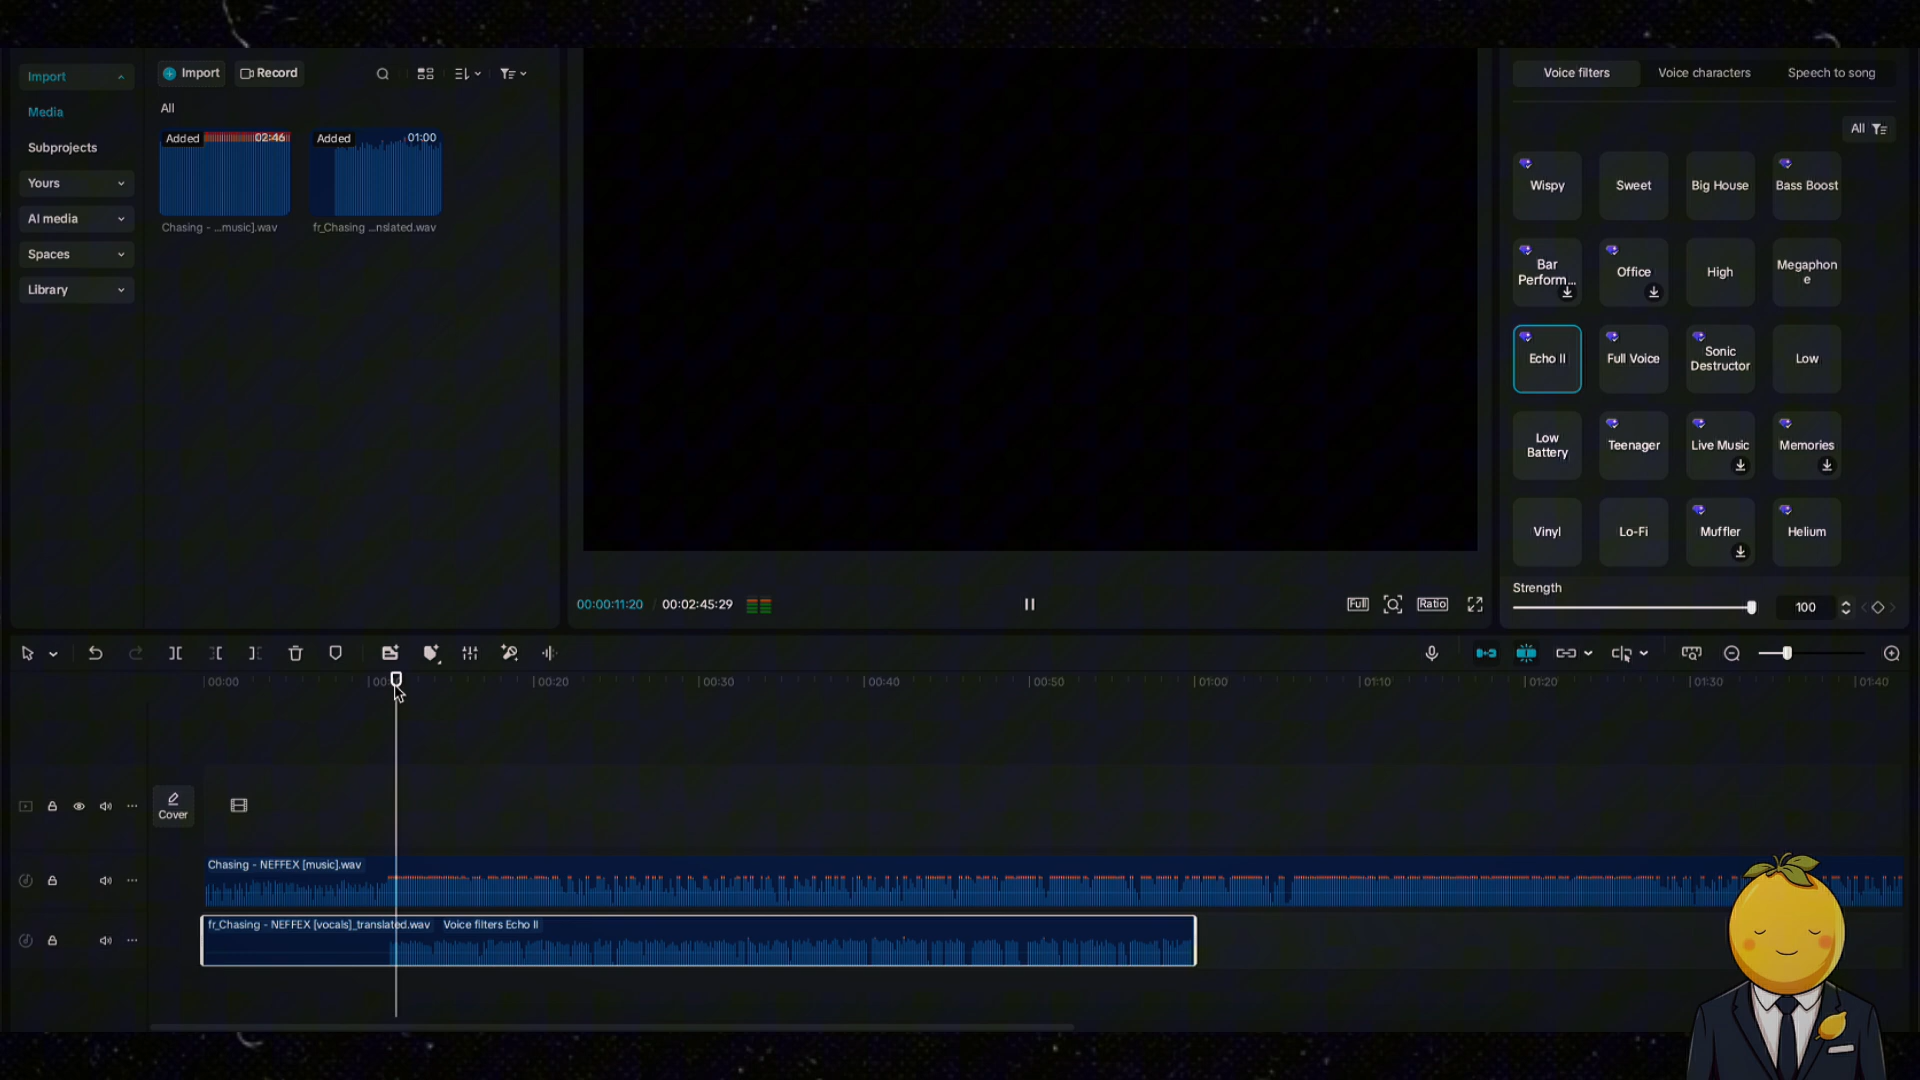 Import
Media
Subprojects
Yours
AI media
Spaces
Library
Import
Record
All
Added
02:46
Added
01:00
Chasing - ...music].wav
fr_Chasing ...nslated.wav
00:00:11:20
00:02:45:29
Full
Ratio
Voice filters
Voice characters
Speech to song
All
Wispy
Sweet
Big House
Bass Boost
Bar
Perform...
Office
High
Megaphon
e
Echo II
Full Voice
Sonic
Destructor
Low
Low
Battery
Teenager
Live Music
Memories
Vinyl
Lo-Fi
Muffler
Helium
Strength
100
00:00
00:20
00:30
00:40
00:50
01:00
01:10
01:20
01:30
01:40
Cover
Chasing - NEFFEX [music].wav
fr_Chasing - NEFFEX [vocals]_translated.wav
Voice filters Echo II